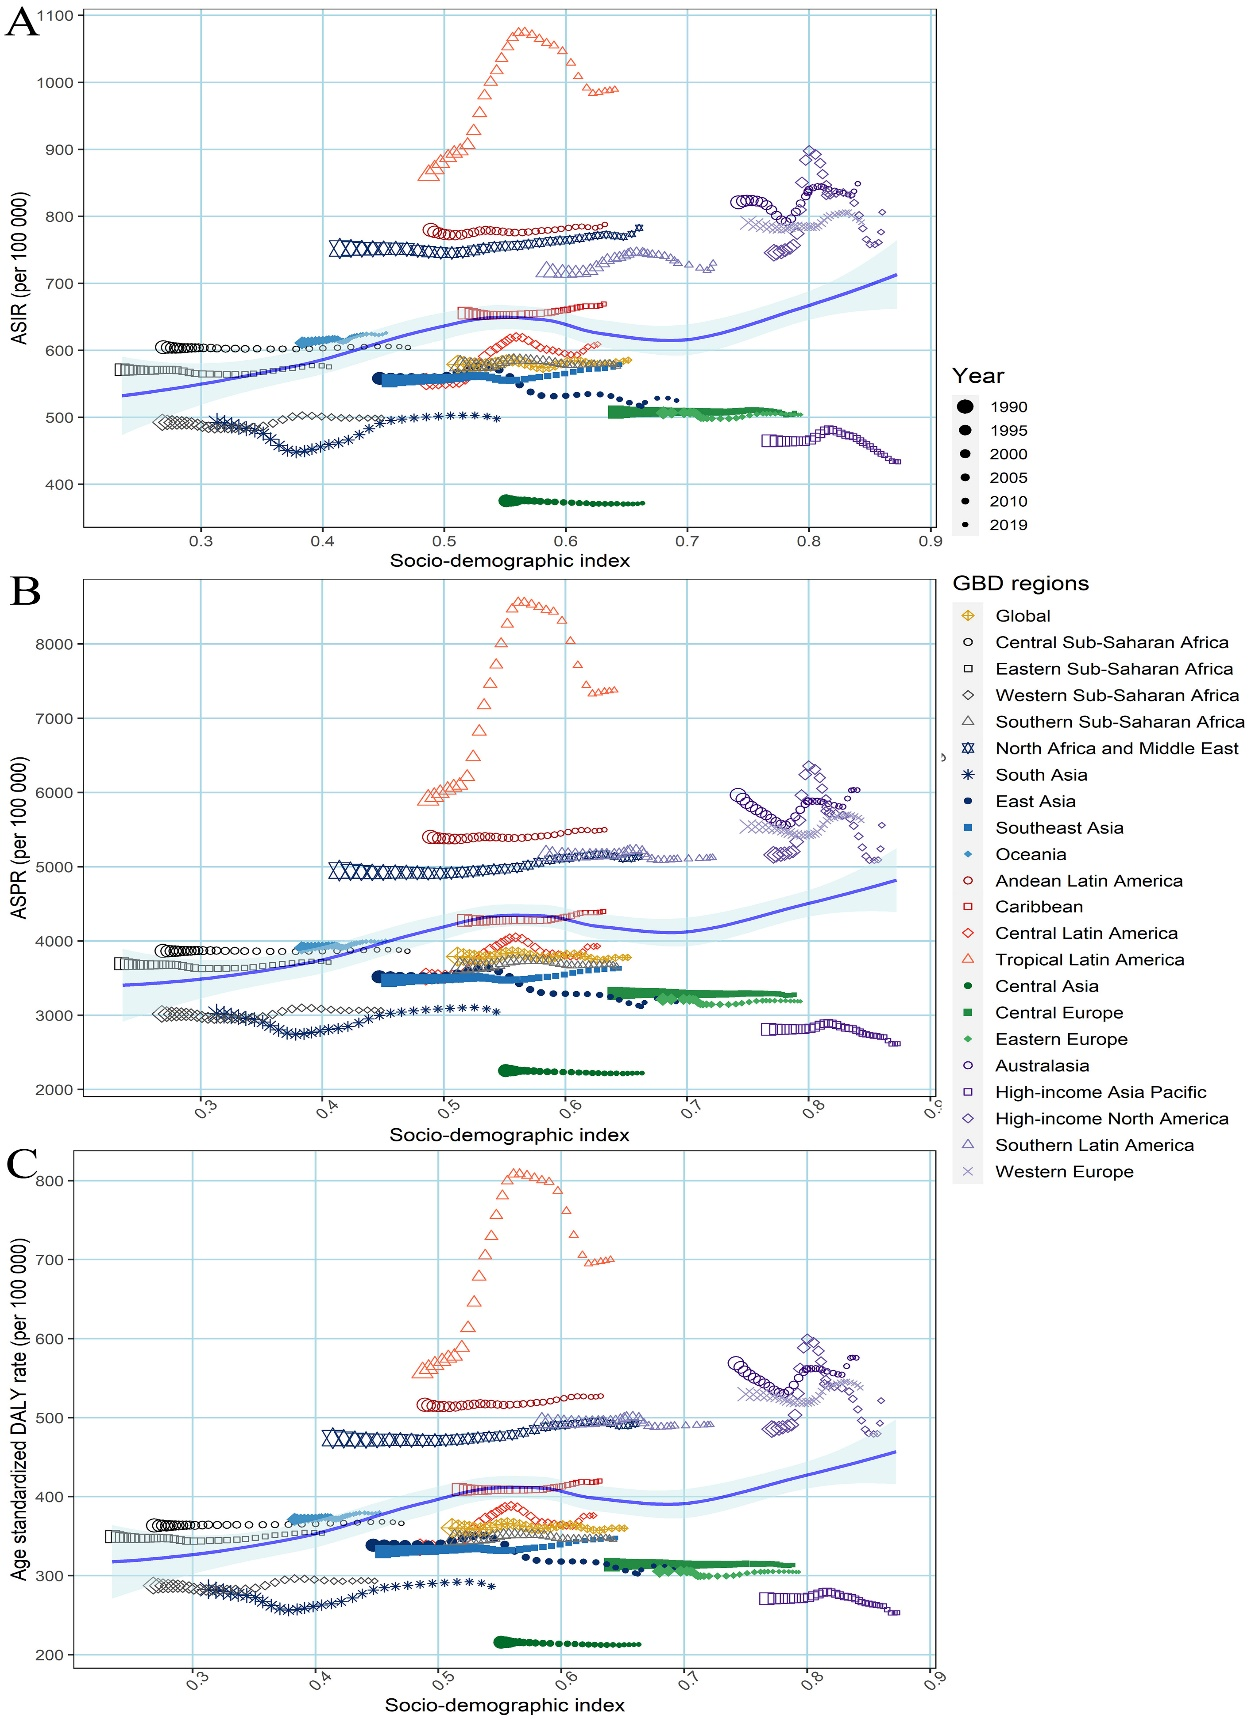 A
1100
1000
900
800
700
600
500
400
ASIR (per 100 000)
0.3 0.4 0.5 0.6 0.7 0.8 0.9
Socio-demographic index
Year
1990
1995
2000
2005
2010
2019
B
8000
7000
6000
5000
4000
3000
2000
ASPR (per 100 000)
0.3 0.4 0.5 0.6 0.7 0.8 0.9
Socio-demographic index
GBD regions
Global
Central Sub-Saharan Africa
Eastern Sub-Saharan Africa
Western Sub-Saharan Africa
Southern Sub-Saharan Africa
North Africa and Middle East
South Asia
East Asia
Southeast Asia
Oceania
Andean Latin America
Caribbean
Central Latin America
Tropical Latin America
Central Asia
Central Europe
Eastern Europe
Australasia
High-income Asia Pacific
High-income North America
Southern Latin America
Western Europe
C
800
700
600
500
400
300
200
Age standardized DALY rate (per 100 000)
0.3 0.4 0.5 0.6 0.7 0.8 0.9
Socio-demographic index